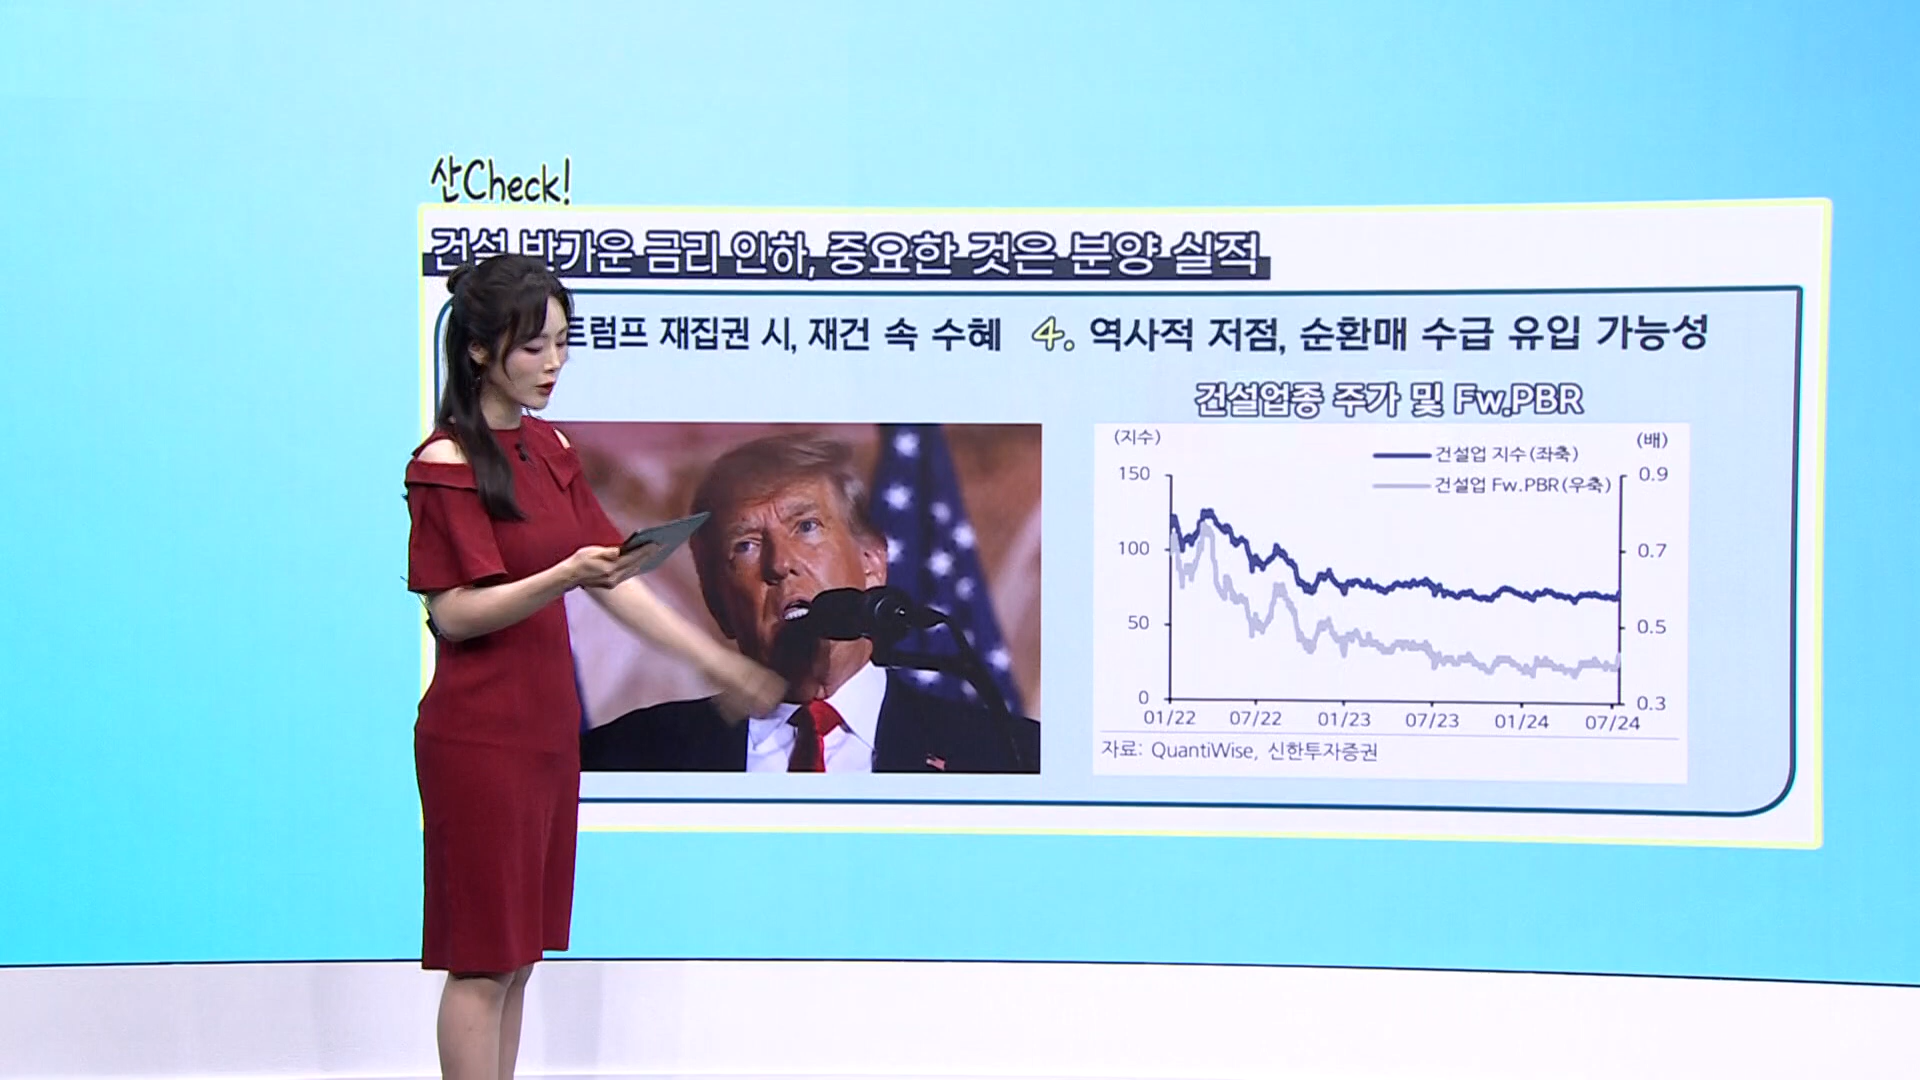 산Check!
건설 반가운 금리 인하, 중요한 것은 분양 실적
트럼프 재집권 시, 재건 속 수혜
4. 역사적 저점, 순환매 수급 유입 가능성
건설업종 주가 및 Fw.PBR
(지수)
(배)
건설업 지수(좌축)
건설업 Fw.PBR(우축)
150
100
50
0
0.9
0.7
0.5
0.3
01/22 07/22 01/23 07/23 01/24 07/24
자료: QuantiWise, 신한투자증권